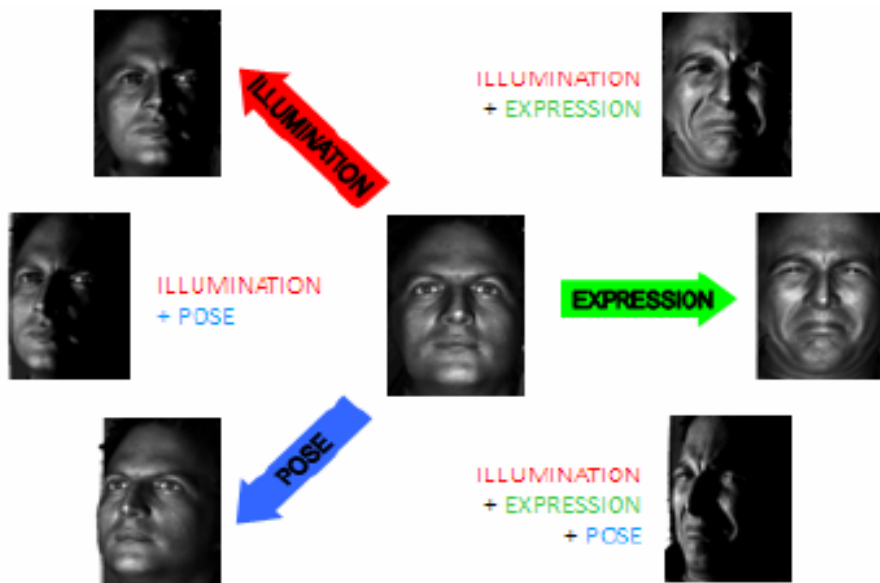 ILLUMINATION
ILLUMINATION
+ EXPRESSION
ILLUMINATION
+ POSE
EXPRESSION
POSE
ILLUMINATION
+ EXPRESSION
+ POSE